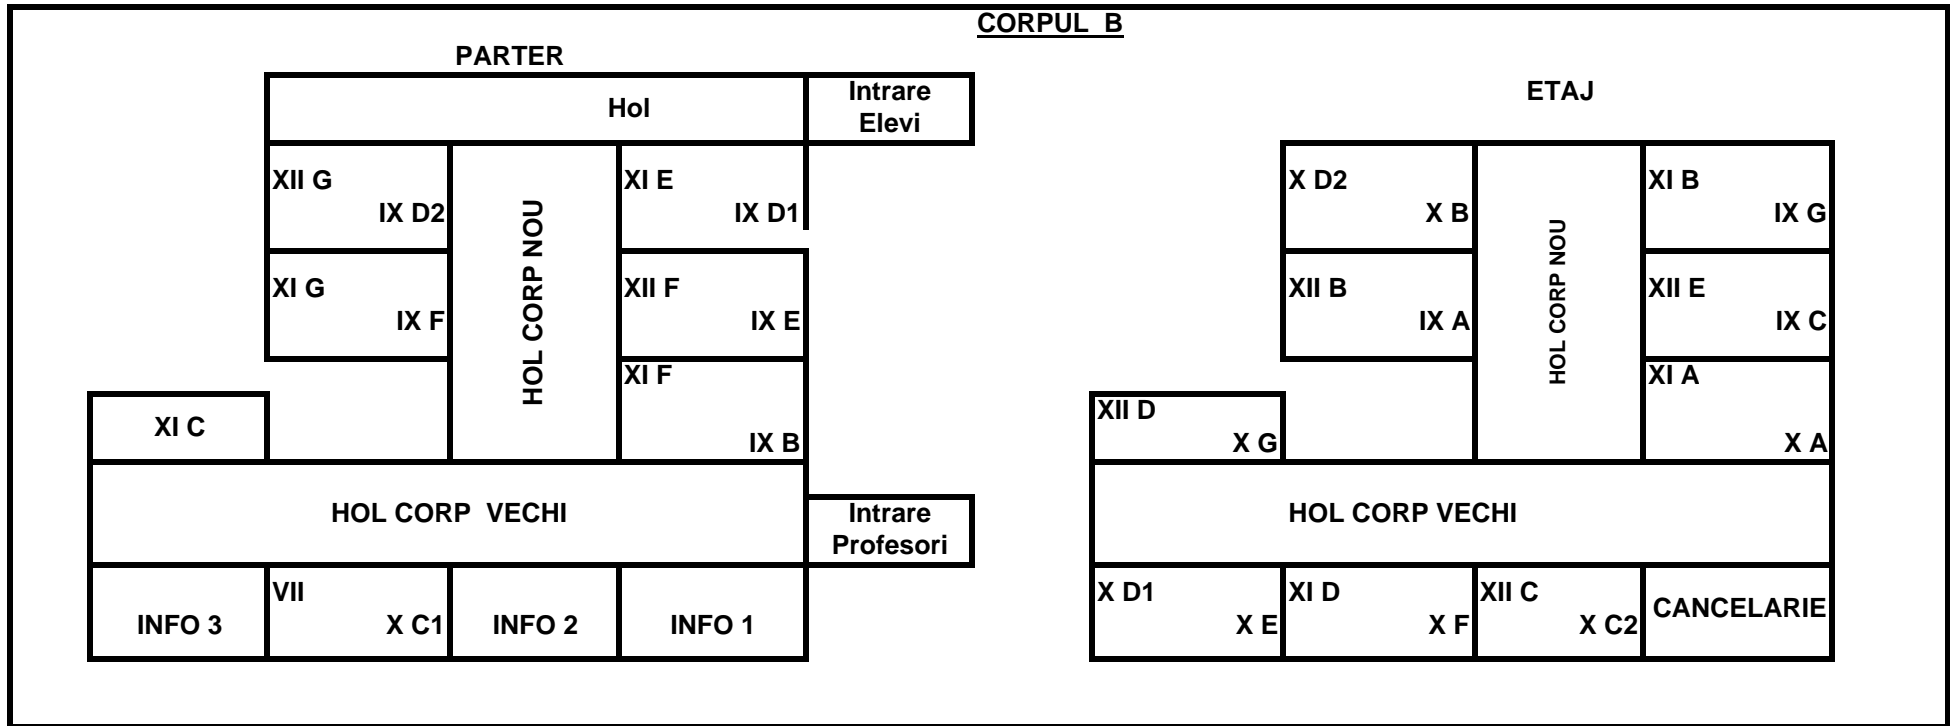 CORPUL B
PARTER
Hol
Intrare
Elevi
XII G
IX D2
HOL CORP NOU
XI E
IX D1
XI G
IX F
XII F
IX E
XI F
IX B
XI C
HOL CORP VECHI
Intrare
Profesori
INFO 3
VII
X C1
INFO 2
INFO 1
ETAJ
X D2
X B
HOL CORP NOU
XI B
IX G
XII B
IX A
XII E
IX C
XI A
X A
XII D
X G
HOL CORP VECHI
X D1
X E
XI D
X F
XII C
X C2
CANCELARIE